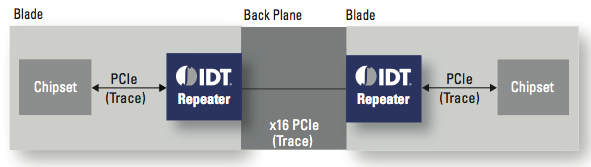 Blade
Back Plane
Blade
Chipset
PCIe
(Trace)
IDT
Repeater
x16 PCIe
(Trace)
IDT
Repeater
PCIe
(Trace)
Chipset